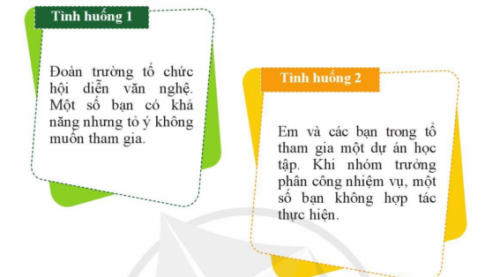 Tình huống 1
Đoàn trường tổ chức
hội diễn văn nghệ.
Một số bạn có khả
năng nhưng tỏ ý không
muốn tham gia.
Tình huống 2
Em và các bạn trong tổ
tham gia một dự án học
tập. Khi nhóm trưởng
phân công nhiệm vụ, một
số bạn không hợp tác
thực hiện.